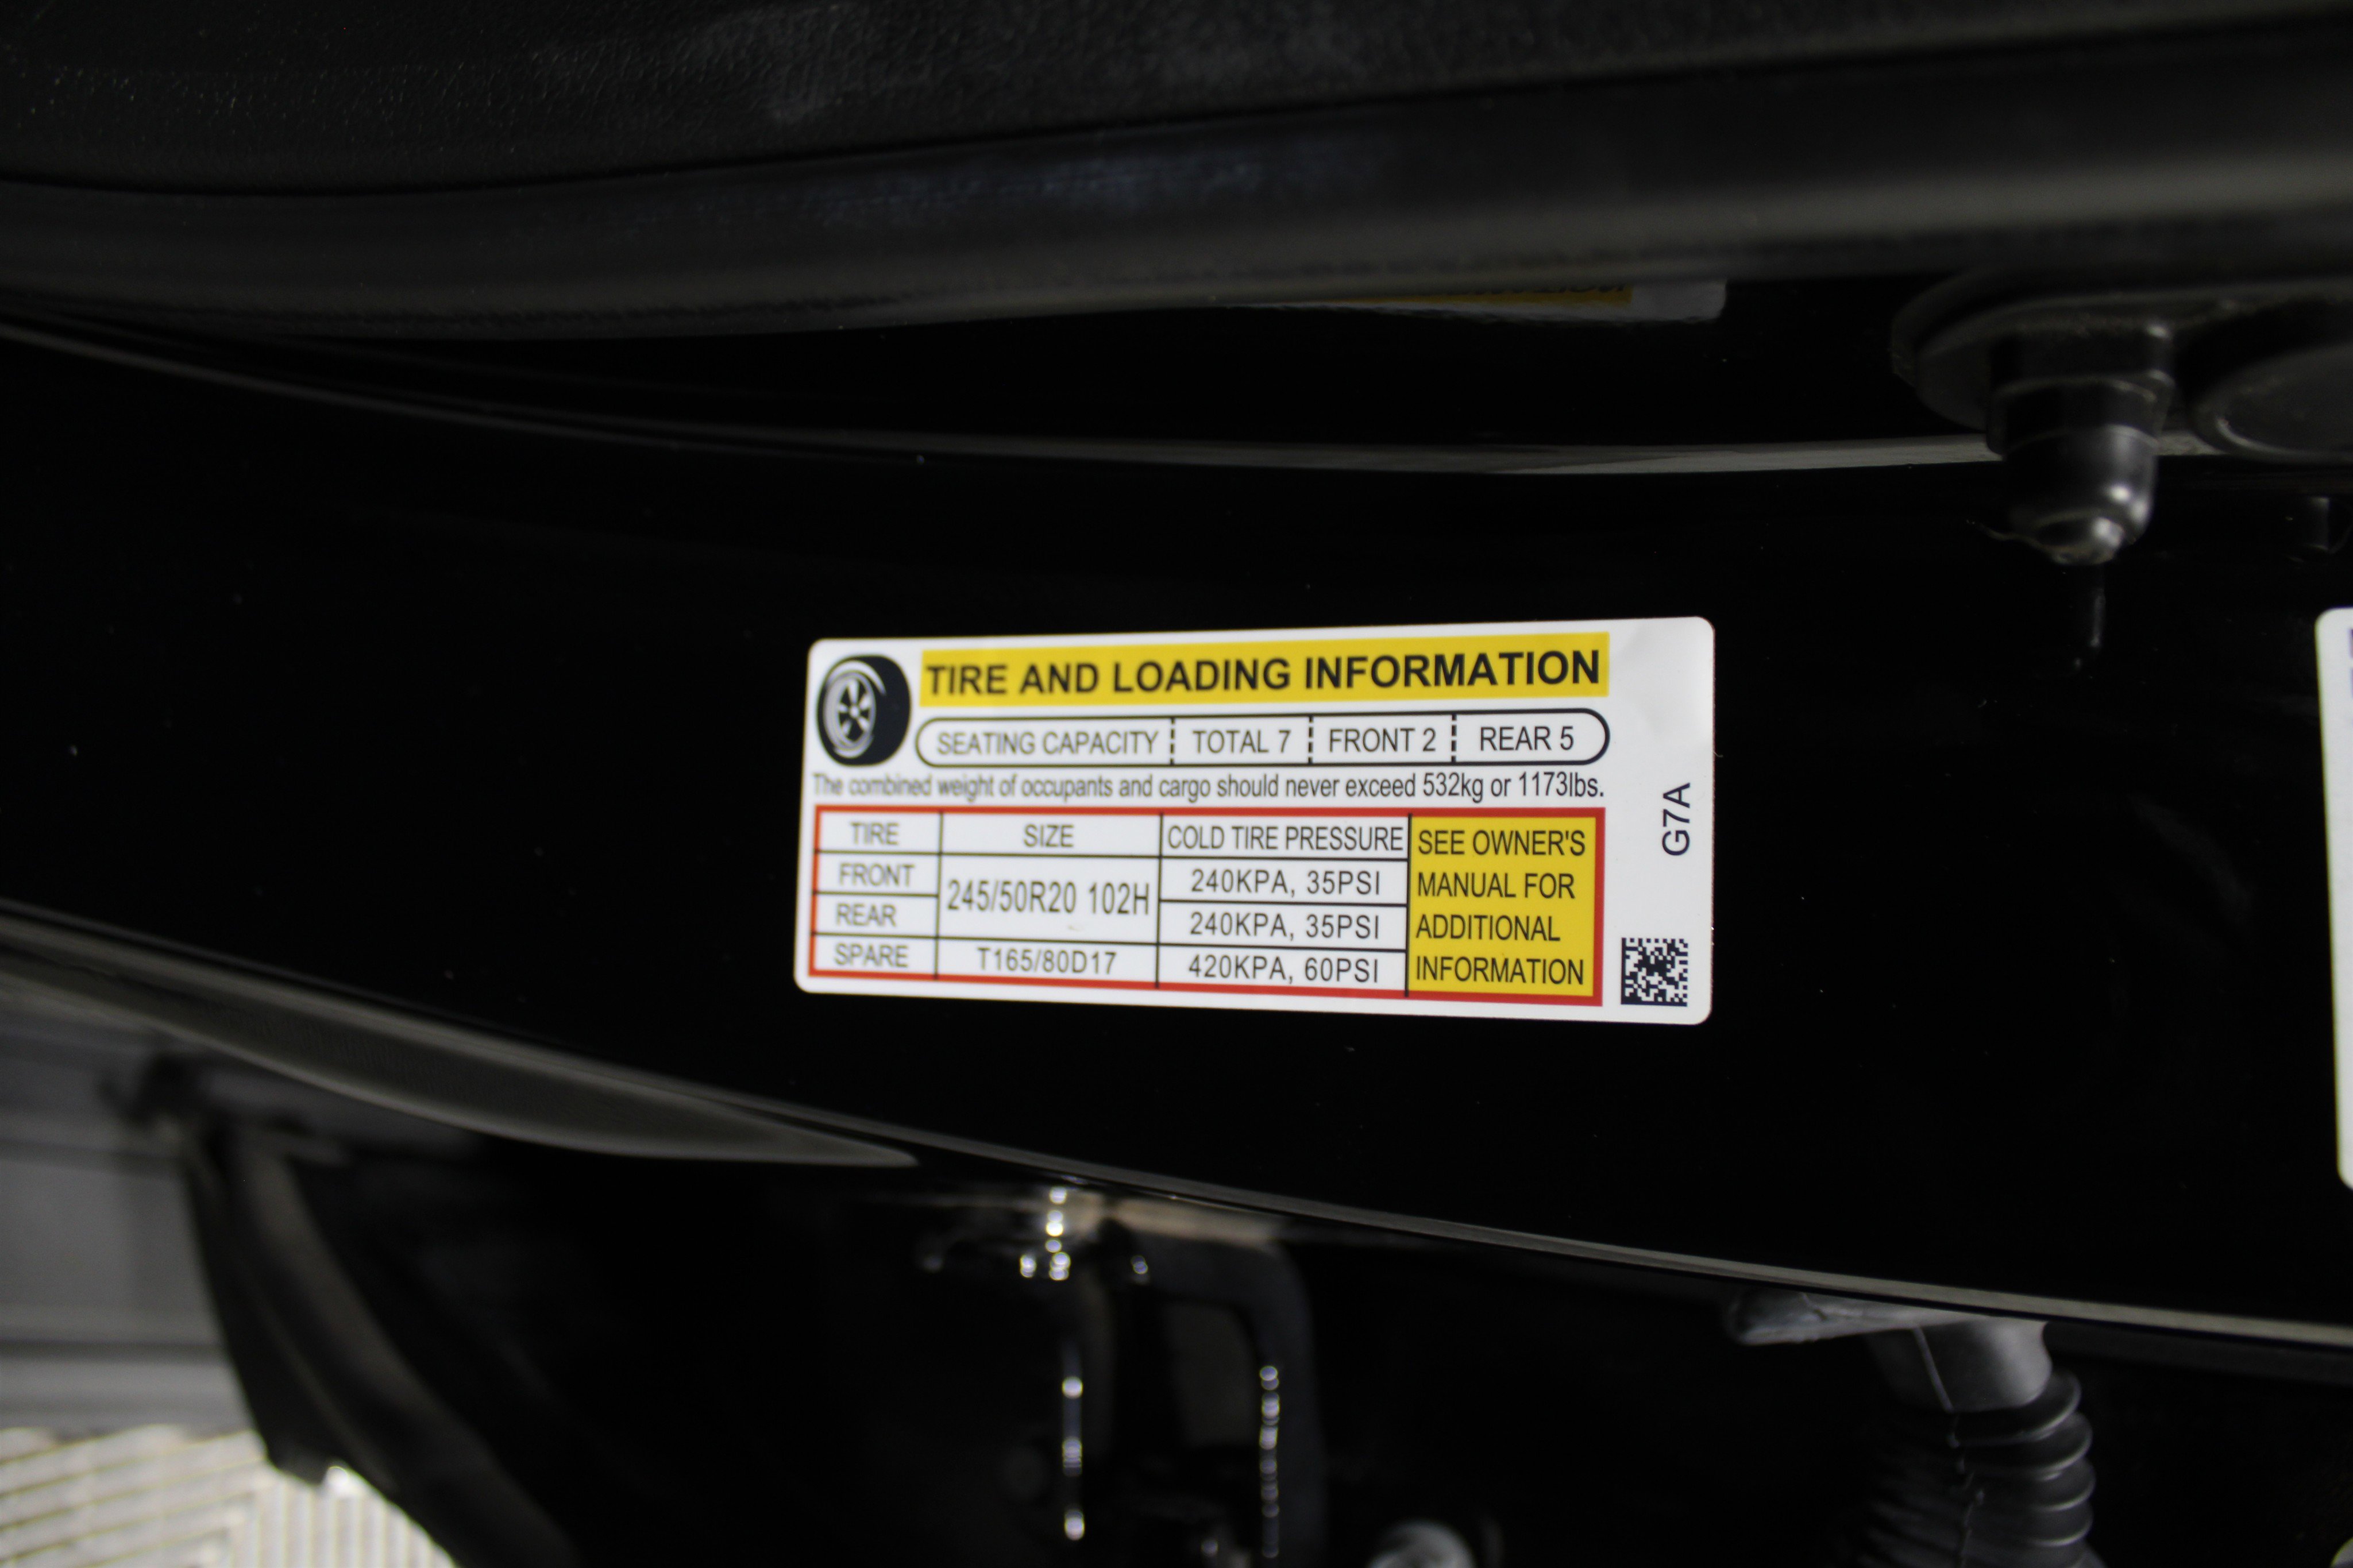 TIRE AND LOADING INFORMATION
SEATING CAPACITY TOTAL 7 FRONT 2 REAR 5
The combined weight of occupants and cargo should never exceed 532kg or 1173lbs.
TIRE SIZE COLD TIRE PRESSURE
FRONT 245/50R20 102H 240KPA, 35PSI
REAR 240KPA, 35PSI
SPARE T165/80D17 420KPA, 60PSI
SEE OWNER'S
MANUAL FOR
ADDITIONAL
INFORMATION
G7A